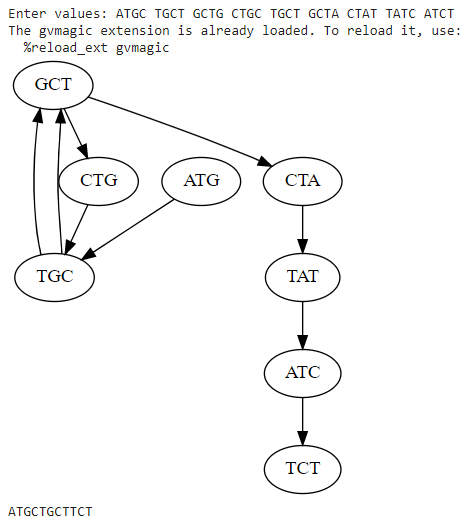 Enter values: ATGC TGCT GCTG CTGC TGCT GCTA CTAT TATC ATCT
The gvmagic extension is already loaded. To reload it, use:
%reload_ext gvmagic
GCT
CTG
ATG
CTA
TGC
TAT
ATC
TCT
ATGCTGCTTCT